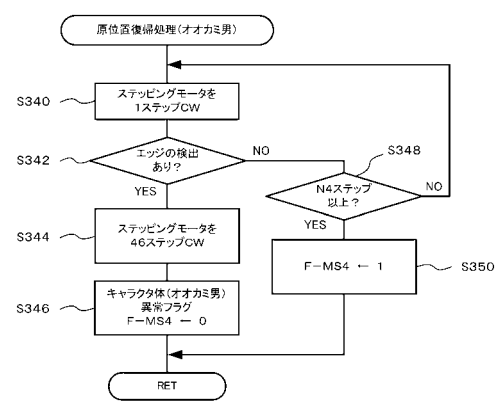 原位置復帰処理(オオカミ男)
S340
ステッピングモータを
1ステップCW
S342
エッジの検出
あり?
NO
YES
S348
N4ステップ
以上?
NO
YES
S344
ステッピングモータを
46ステップCW
F-MS4 ← 1
S350
S346
キャラクタ体(オオカミ男)
異常フラグ
F-MS4 ← 0
RET